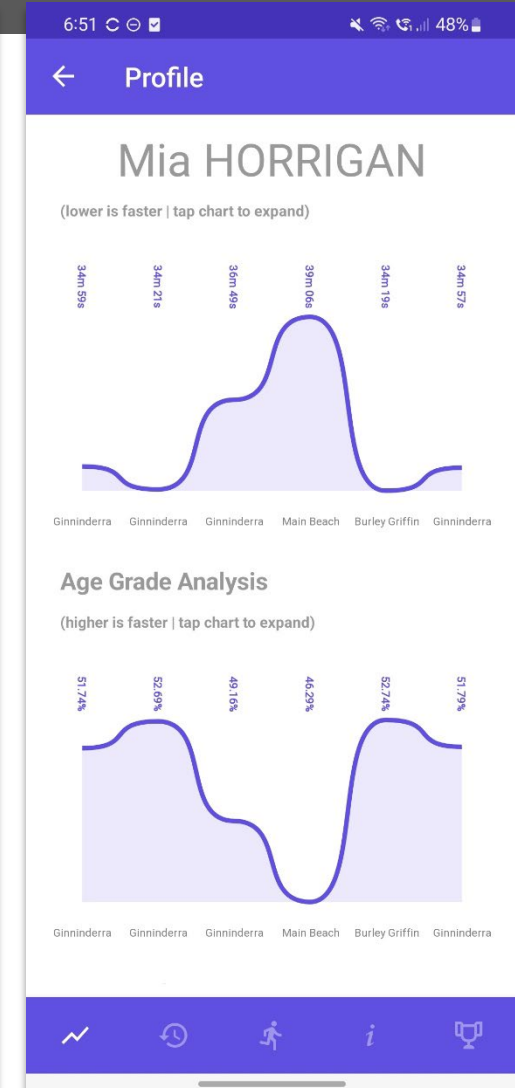 6:51 48%
Profile
Mia HORRIGAN
(lower is faster | tap chart to expand)
34m 59s 34m 21s 36m 49s 39m 06s 34m 19s 34m 57s
Ginninderra Ginninderra Ginninderra Main Beach Burley Griffin Ginninderra
Age Grade Analysis
(higher is faster | tap chart to expand)
51.74% 52.69% 49.16% 46.29% 52.74% 51.79%
Ginninderra Ginninderra Ginninderra Main Beach Burley Griffin Ginninderra